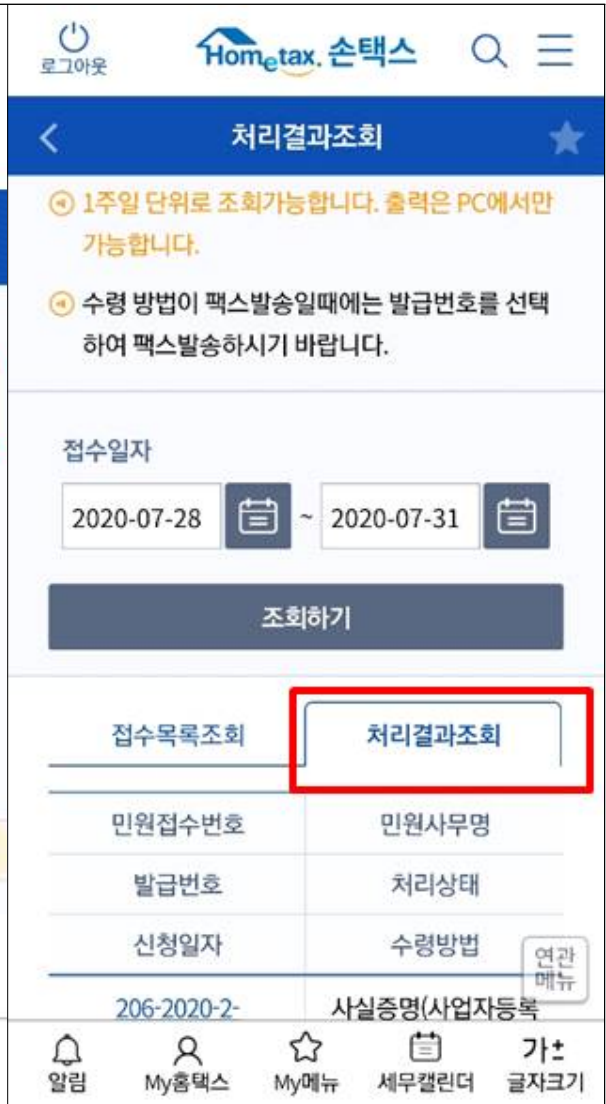 로그아웃
Hometax. 손택스
처리결과조회
1주일 단위로 조회가능합니다. 출력은 PC에서만
가능합니다.
수령 방법이 팩스발송일때에는 발급번호를 선택
하여 팩스발송하시기 바랍니다.
접수일자
2020-07-28 ~ 2020-07-31
조회하기
접수목록조회 처리결과조회
민원접수번호 민원사무명
발급번호 처리상태
신청일자 수령방법
연관
메뉴
206-2020-2- 사실증명(사업자등록
가±
알림 My홈택스 My메뉴 세무캘린더 글자크기